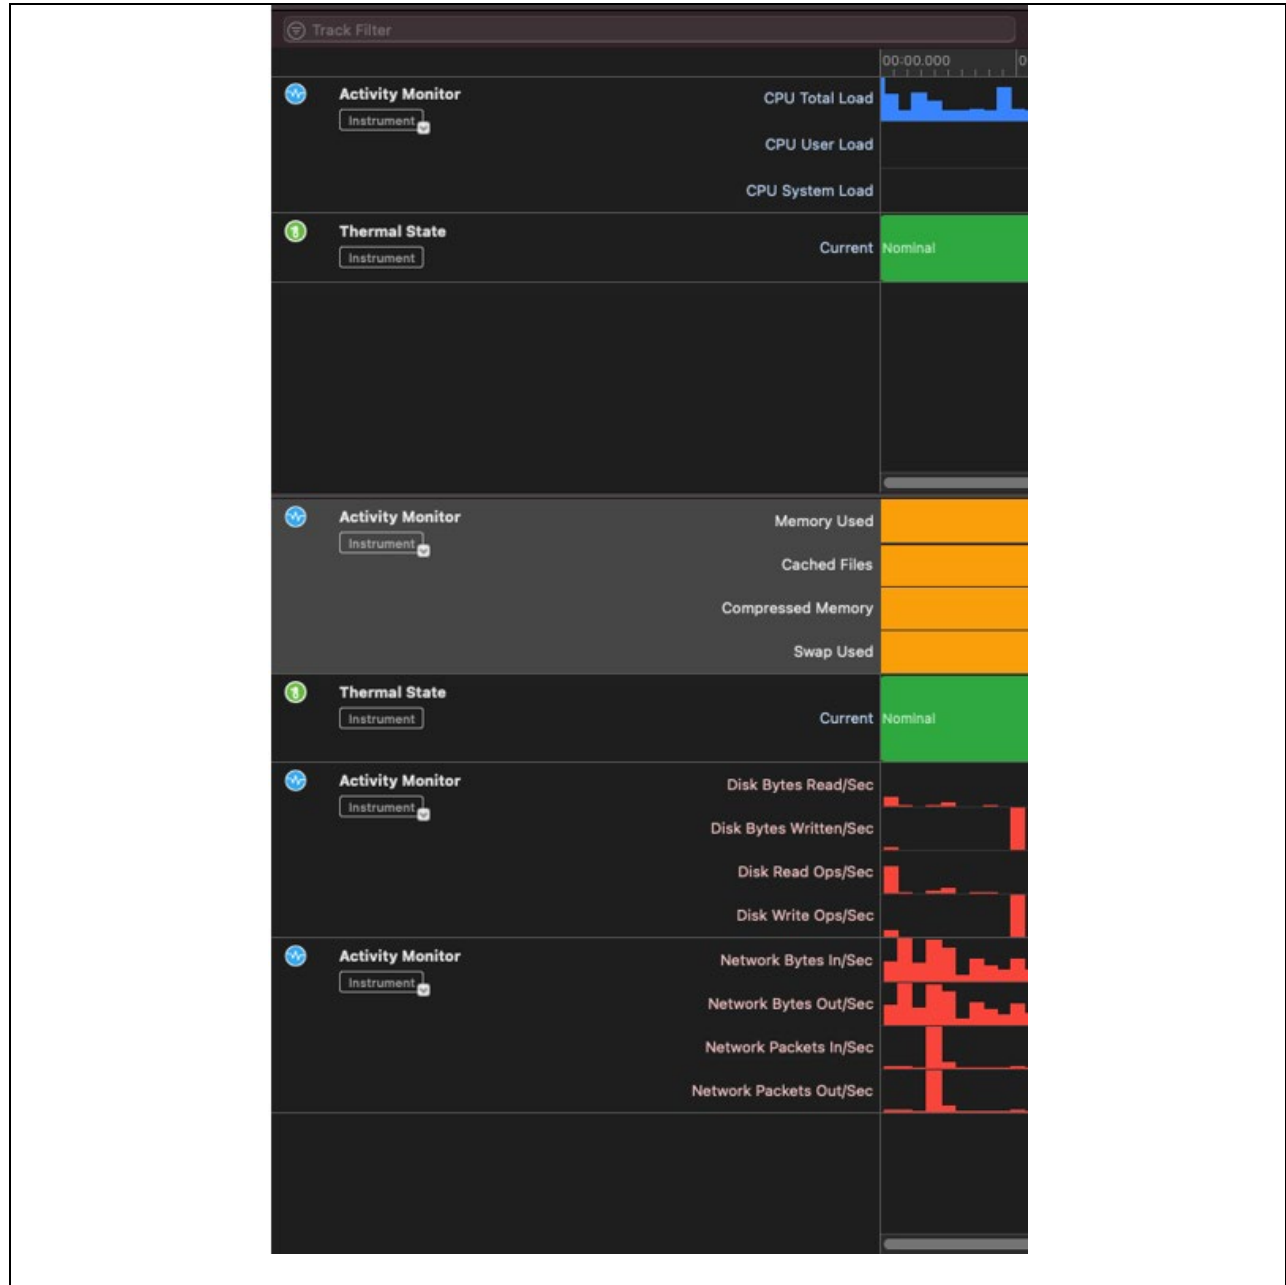 Track Filter
00:00.000
Activity Monitor
Instrument
CPU Total Load
CPU User Load
CPU System Load
Thermal State
Instrument
Current
Nominal
Activity Monitor
Instrument
Memory Used
Cached Files
Compressed Memory
Swap Used
Thermal State
Instrument
Current
Nominal
Activity Monitor
Instrument
Disk Bytes Read/Sec
Disk Bytes Written/Sec
Disk Read Ops/Sec
Disk Write Ops/Sec
Activity Monitor
Instrument
Network Bytes In/Sec
Network Bytes Out/Sec
Network Packets In/Sec
Network Packets Out/Sec